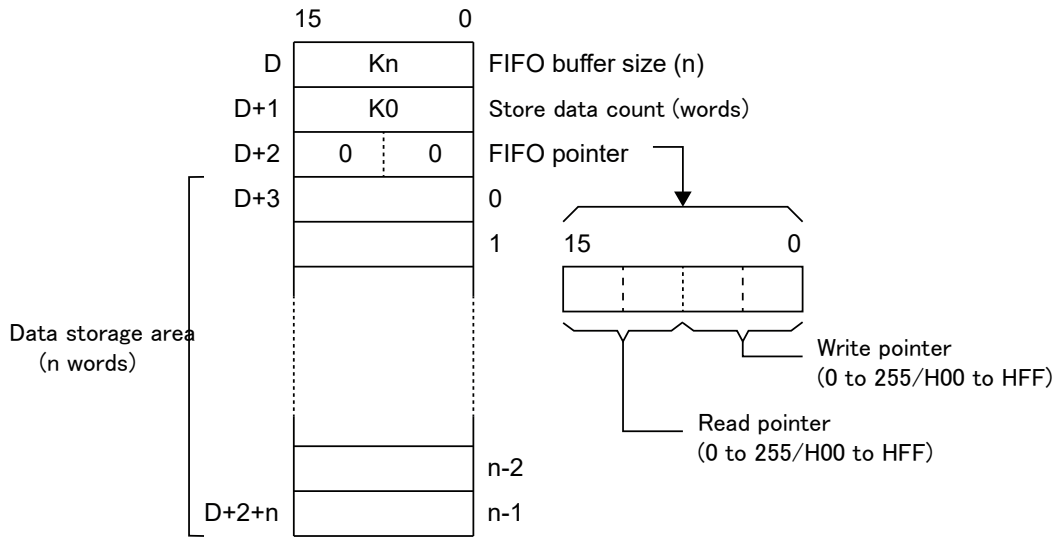 15 0
D Kn FIFO buffer size (n)
D+1 K0 Store data count (words)
D+2 0 0 FIFO pointer
D+3 0
1
15 0
Data storage area
(n words)
Write pointer
(0 to 255/H00 to HFF)
Read pointer
(0 to 255/H00 to HFF)
n-2
D+2+n n-1